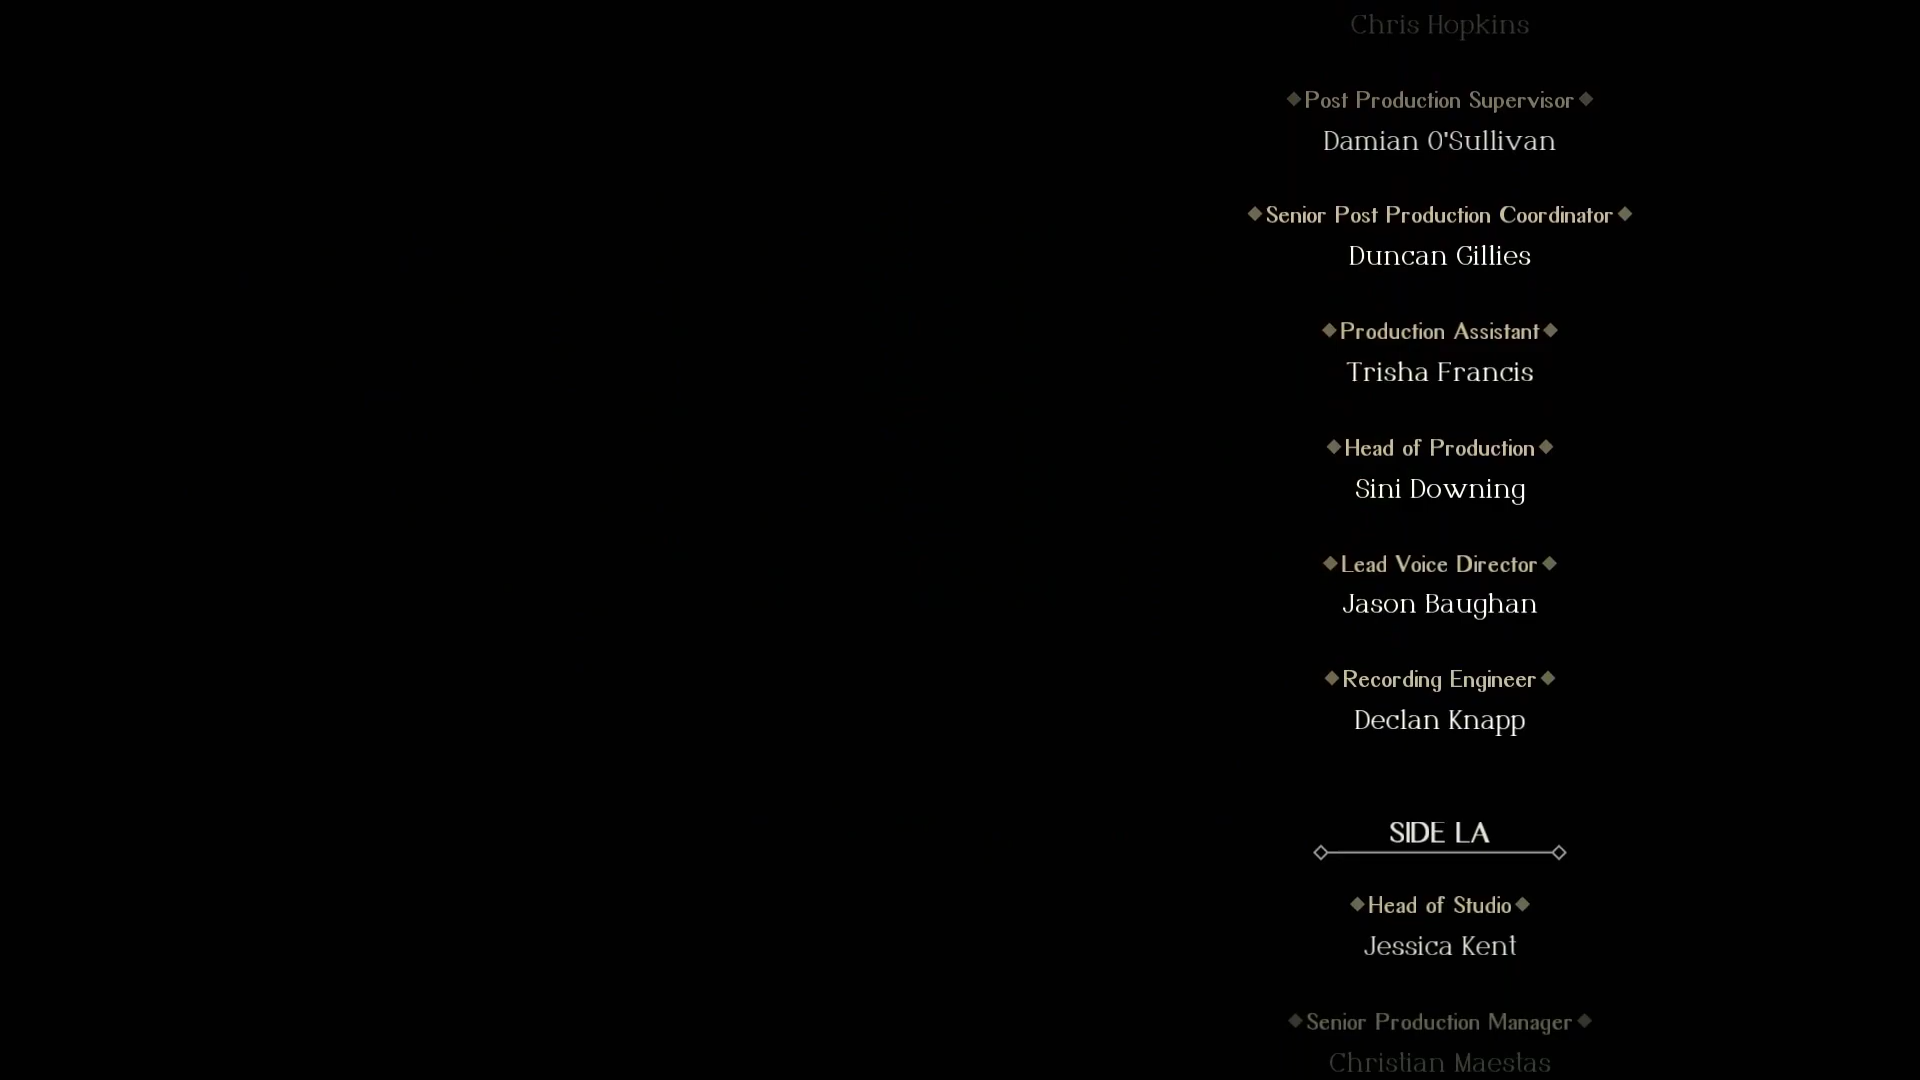 Chris Hopkins
Post Production Supervisor
Damian O'Sullivan
Senior Post Production Coordinator
Duncan Gillies
Production Assistant
Trisha Francis
Head of Production
Sini Downing
Lead Voice Director
Jason Baughan
Recording Engineer
Declan Knapp
SIDE LA
Head of Studio
Jessica Kent
Senior Production Manager
Christian Maestas